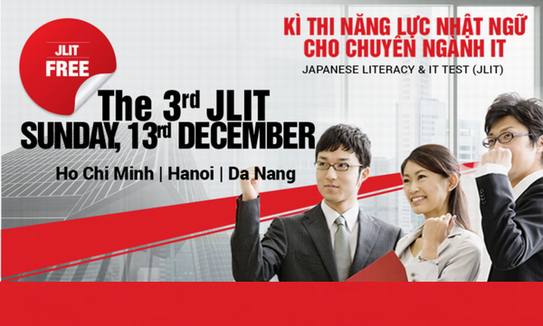 JLIT
FREE
KÌ THI NĂNG LỰC NHẬT NGỮ
CHO CHUYÊN NGÀNH IT
JAPANESE LITERACY & IT TEST (JLIT)
The 3rd JLIT
SUNDAY, 13rd DECEMBER
Ho Chi Minh | Hanoi | Da Nang